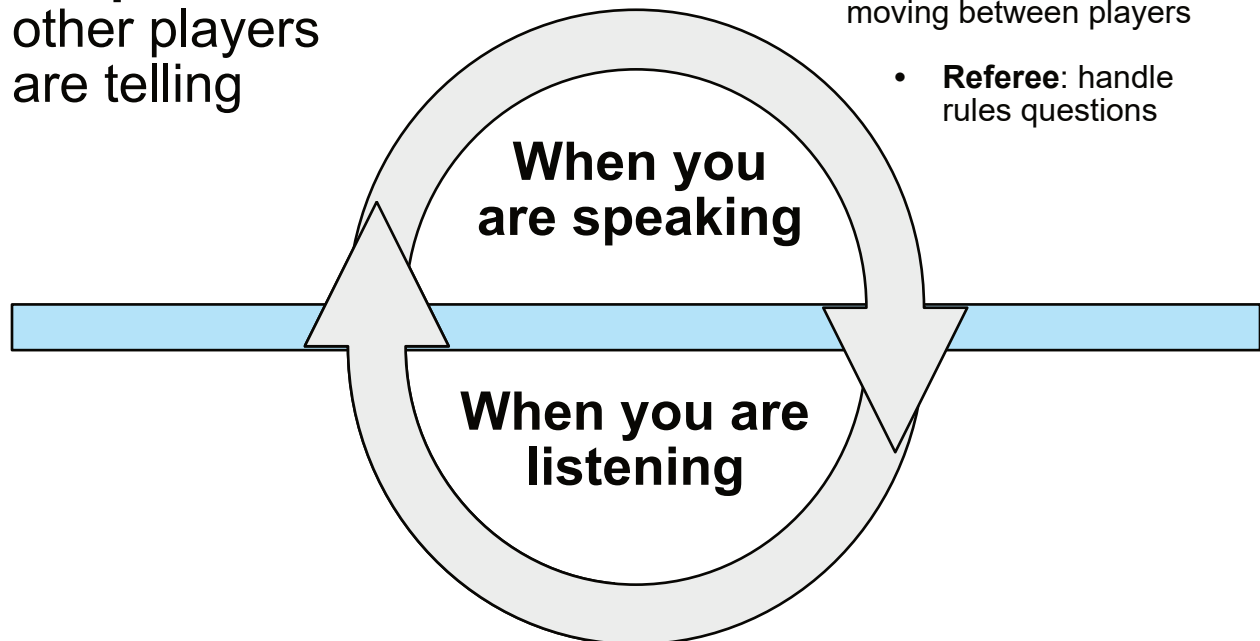 other players
are telling
moving between players
• Referee: handle
rules questions
When you
are speaking
When you are
listening